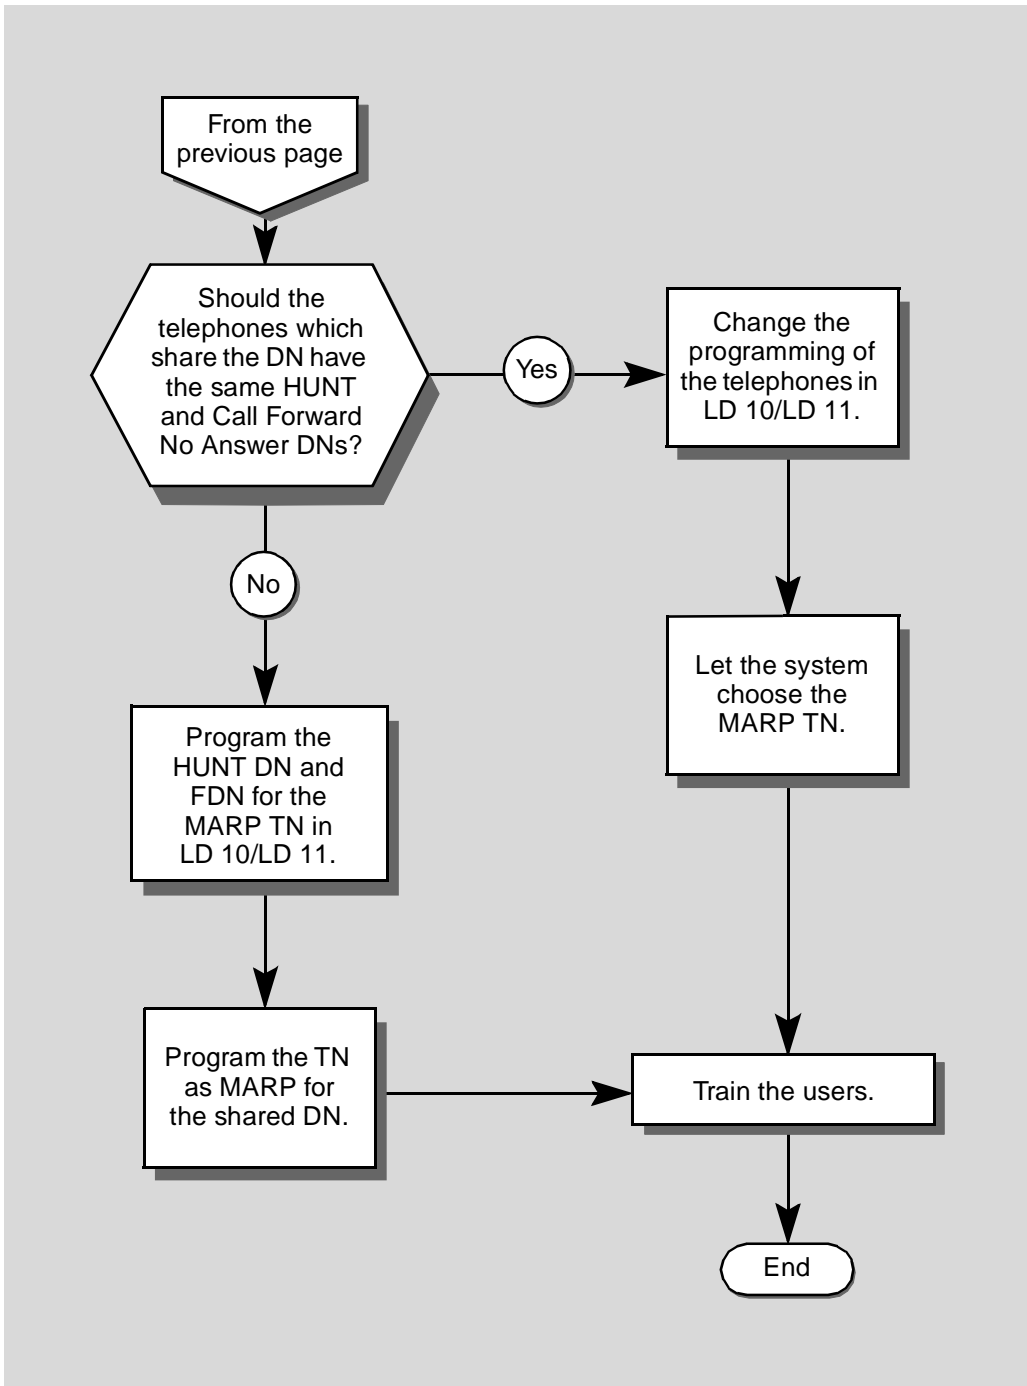 From the
previous page
Should the
telephones which
share the DN have
the same HUNT
and Call Forward
No Answer DNs?
Yes
Change the
programming of
the telephones in
LD 10/LD 11.
No
Let the system
choose the
MARP TN.
Program the
HUNT DN and
FDN for the
MARP TN in
LD 10/LD 11.
Program the TN
as MARP for
the shared DN.
Train the users.
End